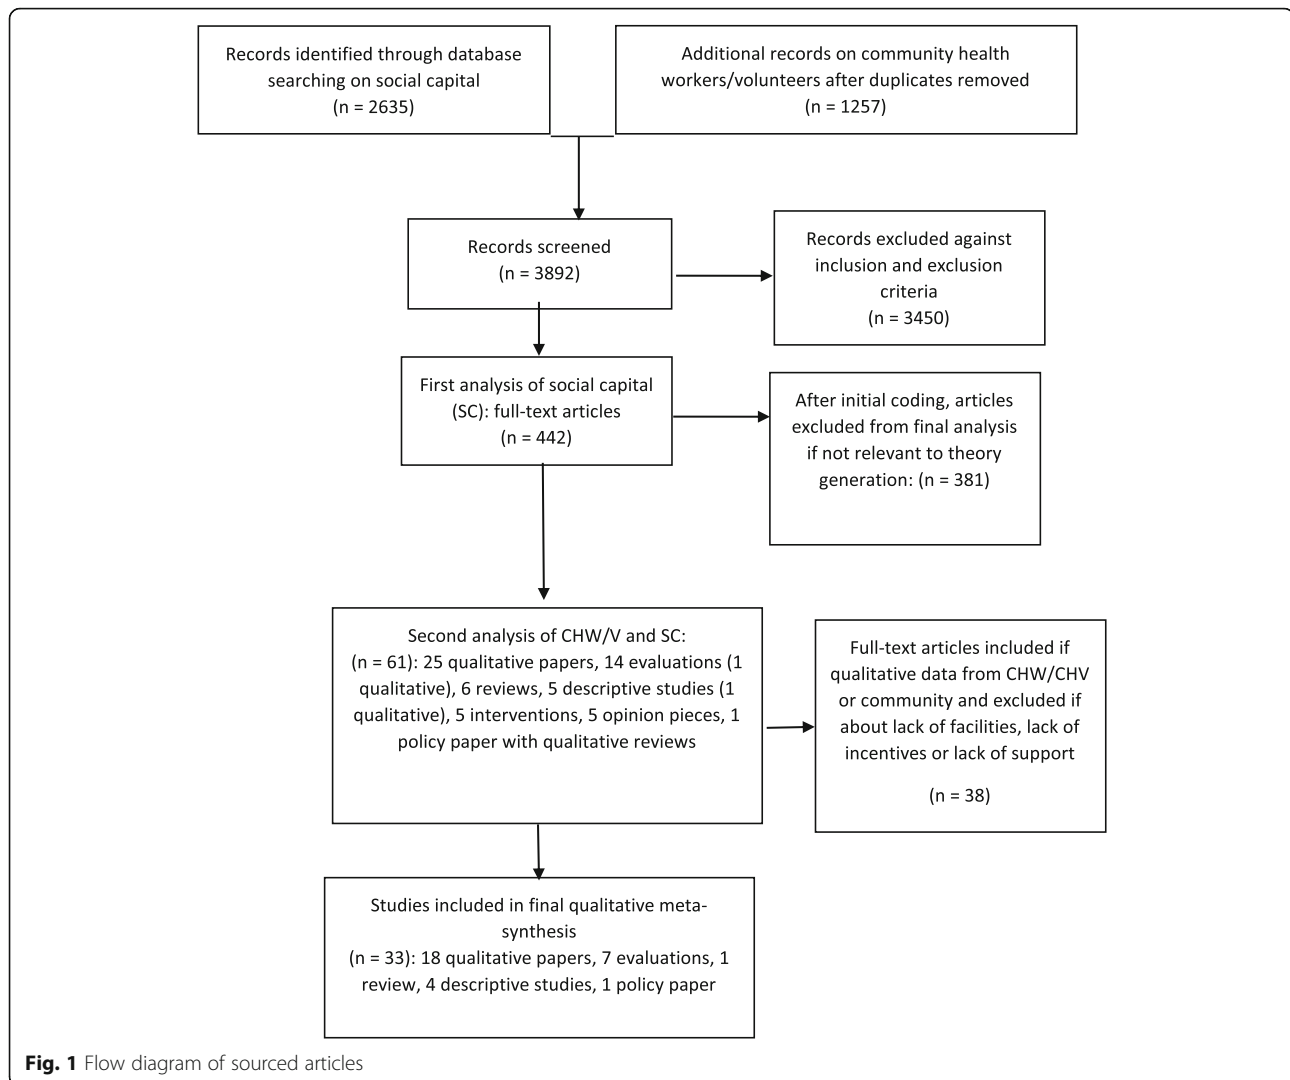 Records identified through database
searching on social capital
(n = 2635)
Additional records on community health
workers/volunteers after duplicates removed
(n = 1257)
Records screened
(n = 3892)
Records excluded against
inclusion and exclusion
criteria
(n = 3450)
First analysis of social capital
(SC): full-text articles
(n = 442)
After initial coding, articles
excluded from final analysis
if not relevant to theory
generation: (n = 381)
Second analysis of CHW/V and SC:
(n = 61): 25 qualitative papers, 14 evaluations (1
qualitative), 6 reviews, 5 descriptive studies (1
qualitative), 5 interventions, 5 opinion pieces, 1
policy paper with qualitative reviews
Full-text articles included if
qualitative data from CHW/CHV
or community and excluded if
about lack of facilities, lack of
incentives or lack of support
(n = 38)
Studies included in final qualitative meta-
synthesis
(n = 33): 18 qualitative papers, 7 evaluations, 1
review, 4 descriptive studies, 1 policy paper
Fig. 1 Flow diagram of sourced articles